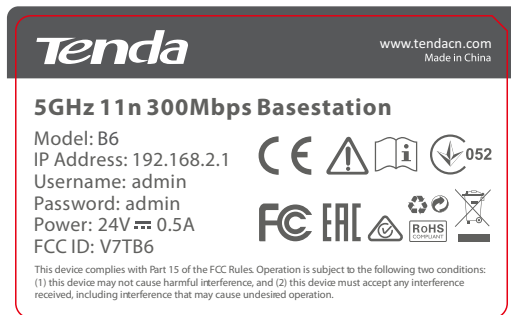 Tenda
www.tendacn.com
Made in China
5GHz 11n 300Mbps Basestation
Model: B6
IP Address: 192.168.2.1
Username: admin
Password: admin
Power: 24V ⎓ 0.5A
FCC ID: V7TB6
CE
i
052
FC
EAC
RoHS
COMPLIANT
This device complies with Part 15 of the FCC Rules. Operation is subject to the following two conditions:
(1) this device may not cause harmful interference, and (2) this device must accept any interference
received, including interference that may cause undesired operation.